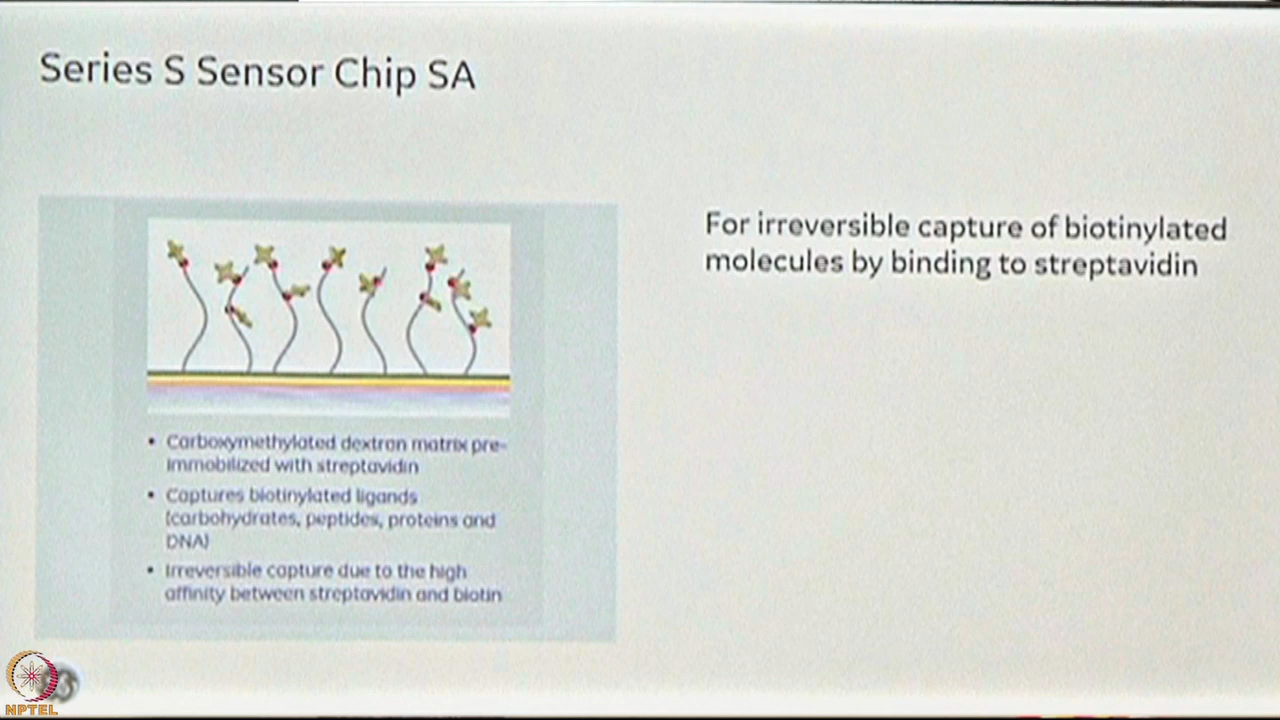 Series S Sensor Chip SA
For irreversible capture of biotinylated
molecules by binding to streptavidin
• Carboxymethylated dextran matrix pre-
immobilized with streptavidin
• Captures biotinylated ligands
(carbohydrates, peptides, proteins and
DNA)
• Irreversible capture due to the high
affinity between streptavidin and biotin
NPTEL